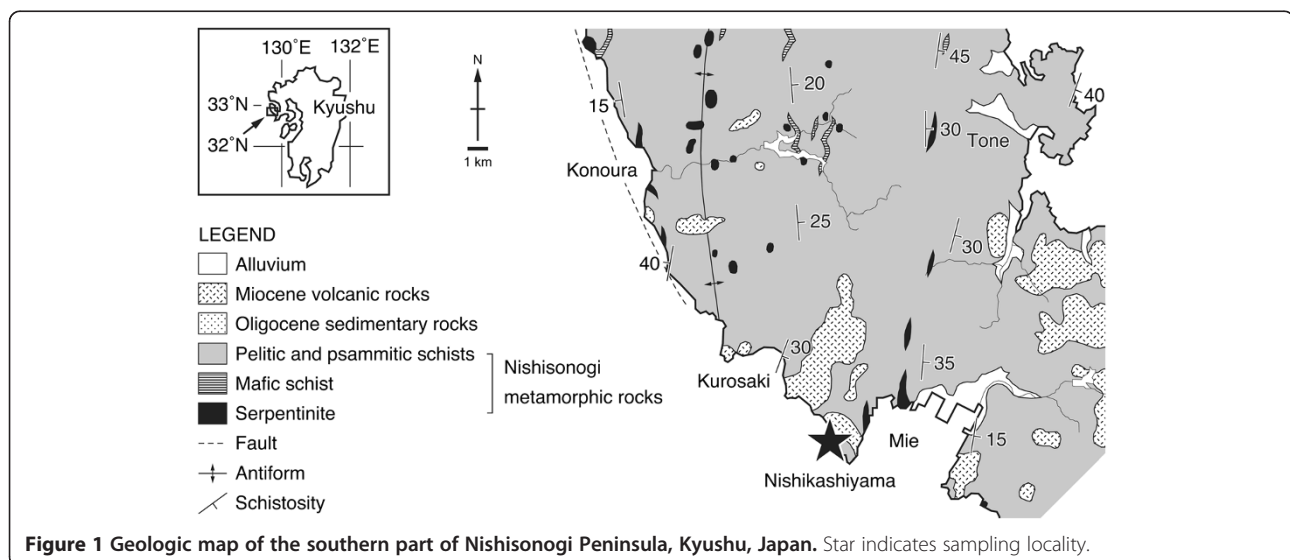 130°E 132°E
33°N
Kyushu
32°N
N
1 km
LEGEND
Alluvium
Miocene volcanic rocks
Oligocene sedimentary rocks
Pelitic and psammitic schists
Mafic schist
Serpentinite
Nishisonogi
metamorphic rocks
Fault
Antiform
Schistosity
45
20
40
15
30
Tone
Konoura
25
30
40
30
35
Kurosaki
Mie
15
Nishikashiyama
Figure 1 Geologic map of the southern part of Nishisonogi Peninsula, Kyushu, Japan. Star indicates sampling locality.